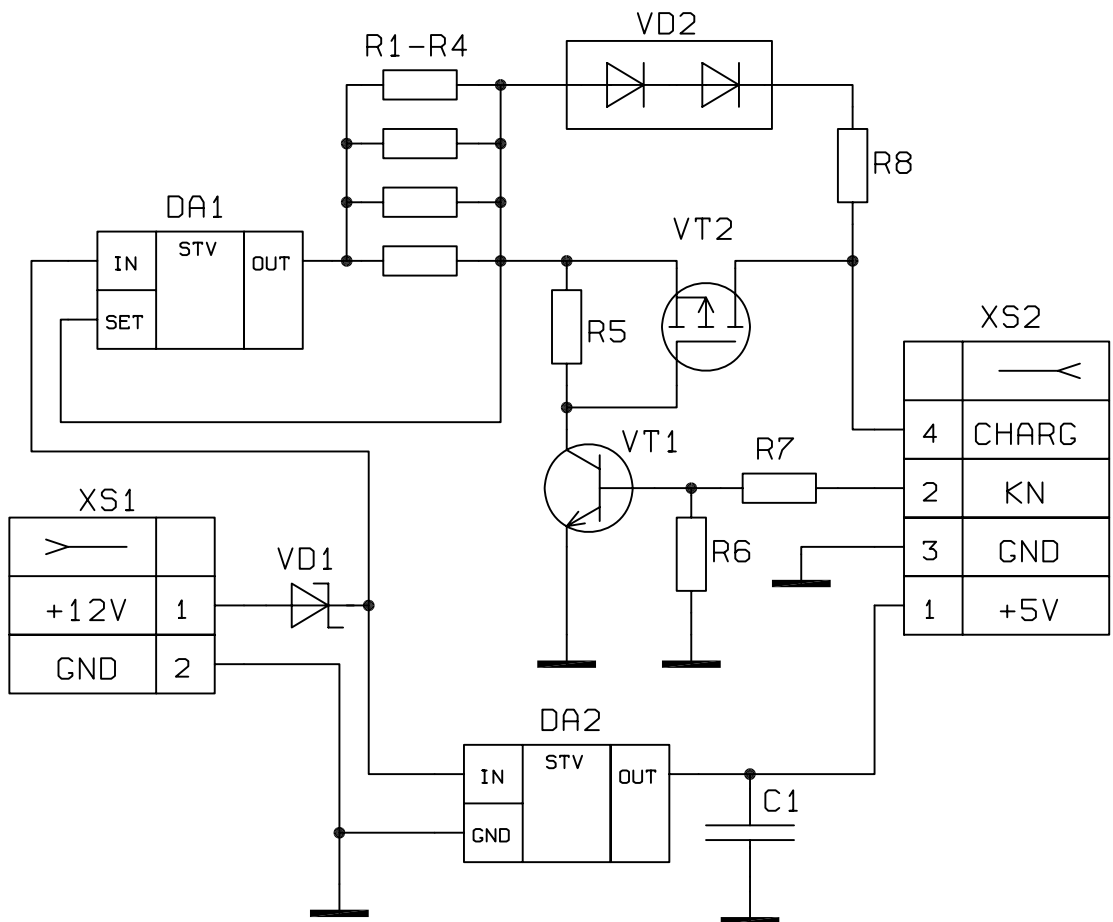 VD2
R1-R4
R8
DA1
STV
IN
OUT
SET
VT2
R5
XS2
4 CHARG
2 KN
3 GND
1 +5V
VT1
R7
R6
XS1
+12V 1
GND 2
VD1
DA2
STV
IN
OUT
GND
C1